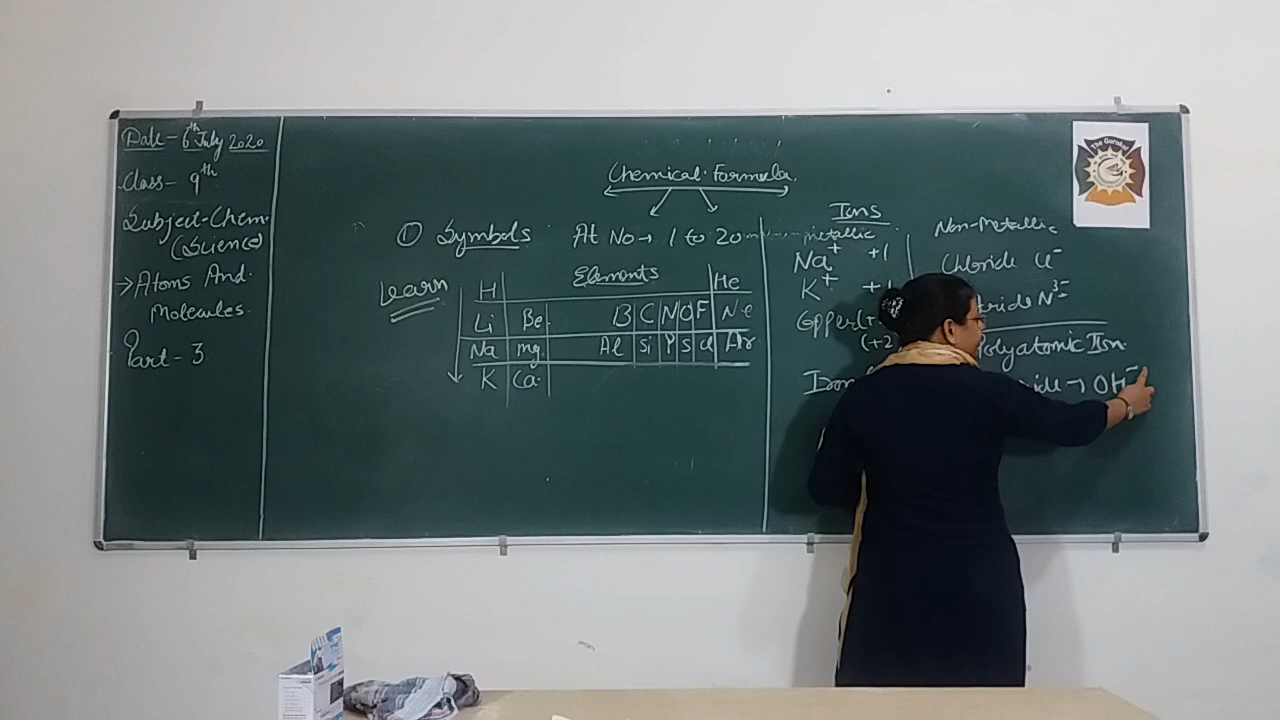 Date - 6th July 2020
Class - 9th
Subject - Chem.
(Science)
→ Atoms And
Molecules.
Part - 3
Chemical Formula
① Symbols At No → 1 to 20
Learn
Elements
H He
Li Be B C N O F Ne
Na mg Al Si P S Cl Ar
K Ca
Ions
metallic
Na+ +1
K+
(+2
Iron
Non-Metallic
Chloride Cl-
N3-
Polyatomic Ion
→ OH-
The Gurukul